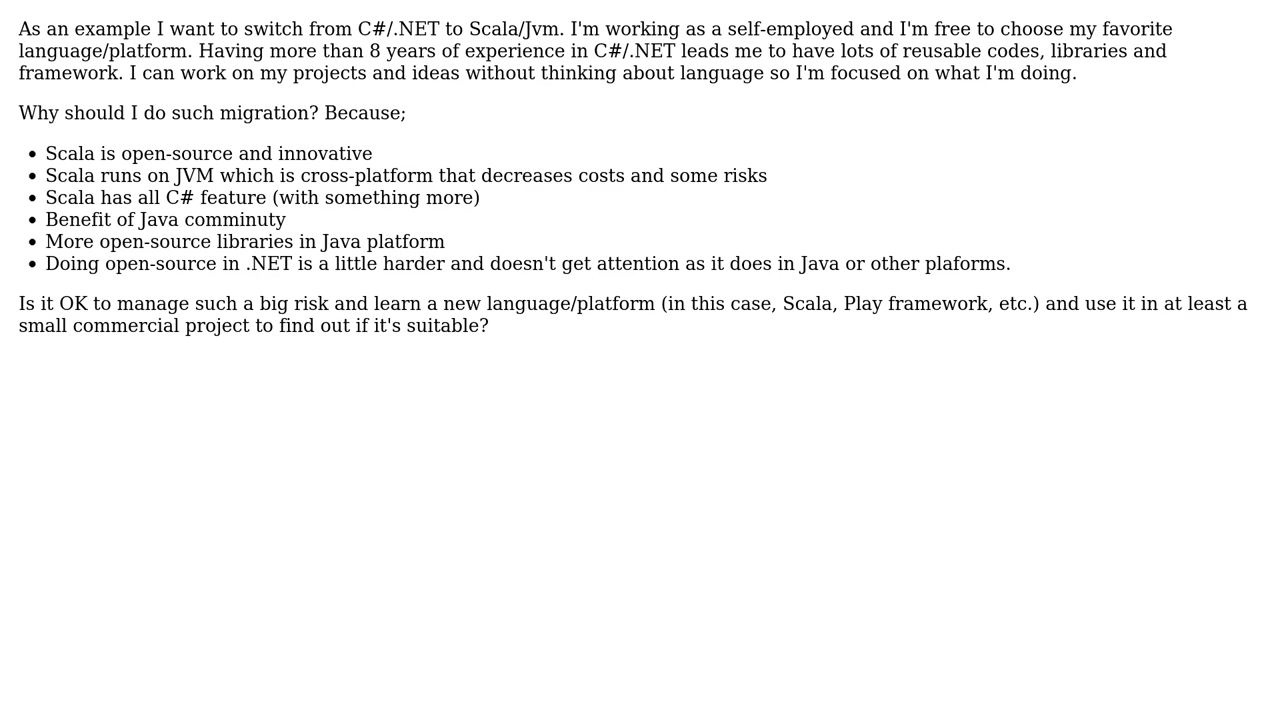 As an example I want to switch from C#/.NET to Scala/Jvm. I'm working as a self-employed and I'm free to choose my favorite
language/platform. Having more than 8 years of experience in C#/.NET leads me to have lots of reusable codes, libraries and
framework. I can work on my projects and ideas without thinking about language so I'm focused on what I'm doing.
Why should I do such migration? Because;
• Scala is open-source and innovative
• Scala runs on JVM which is cross-platform that decreases costs and some risks
• Scala has all C# feature (with something more)
• Benefit of Java comminuty
• More open-source libraries in Java platform
• Doing open-source in .NET is a little harder and doesn't get attention as it does in Java or other plaforms.
Is it OK to manage such a big risk and learn a new language/platform (in this case, Scala, Play framework, etc.) and use it in at least a
small commercial project to find out if it's suitable?